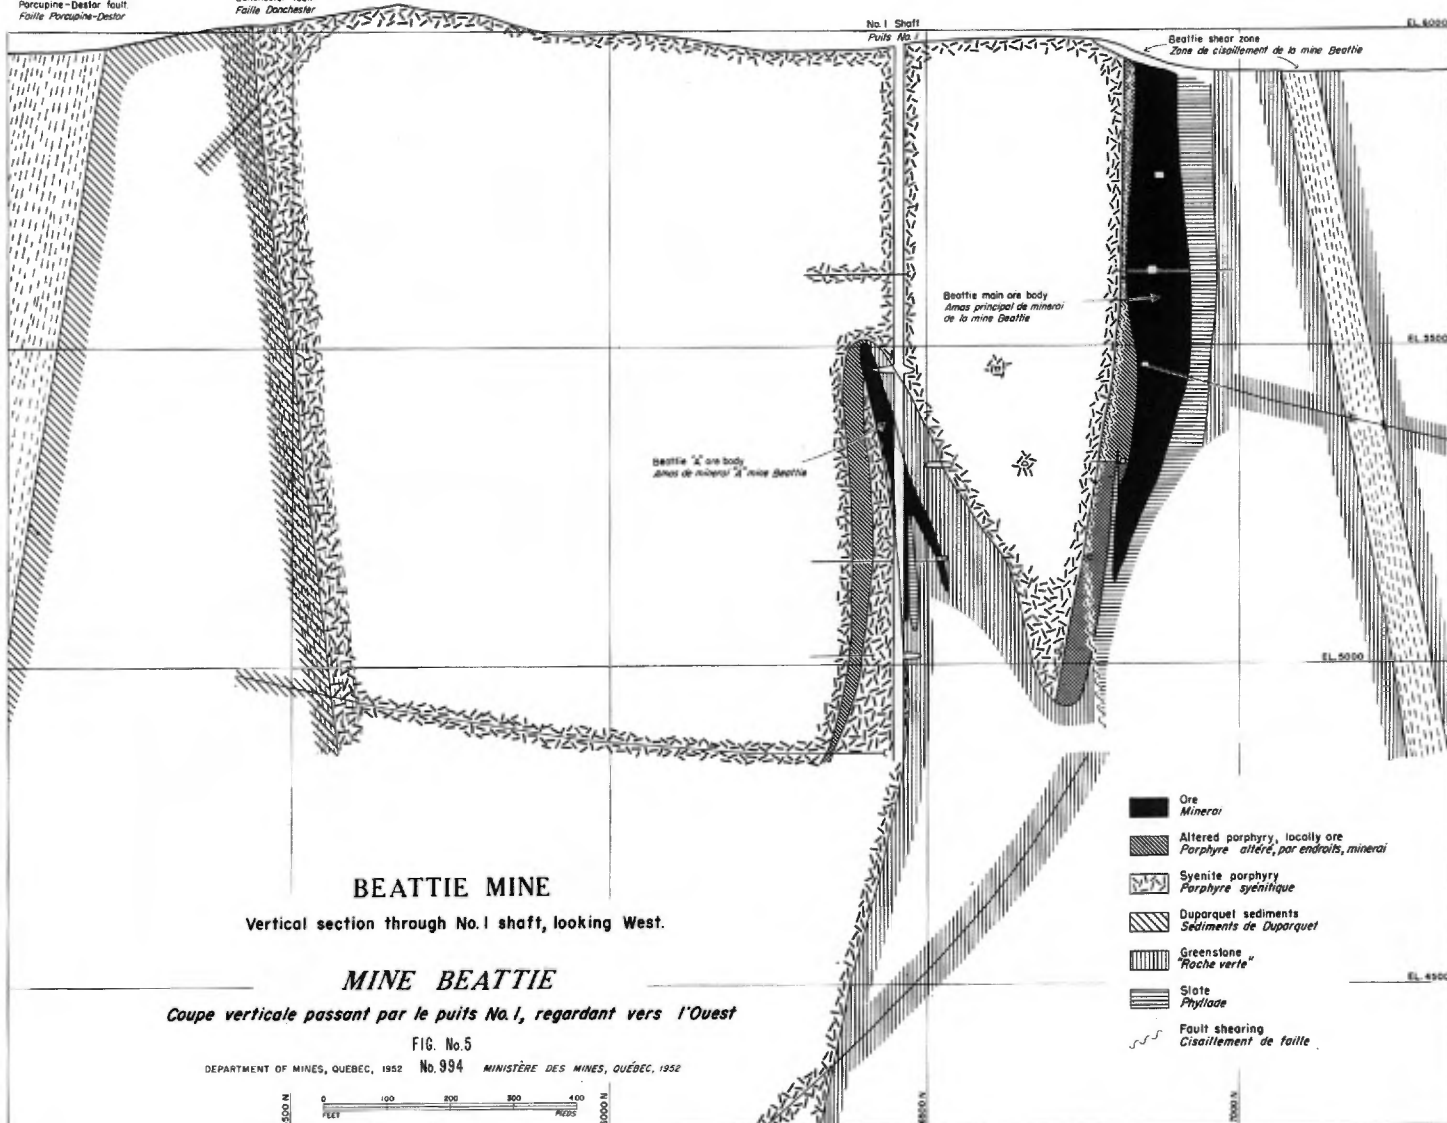 Porcupine-Destor fault
Faille Porcupine-Destor
Faille Donchester
No. 1 Shaft
Puits No. 1
EL. 6000
Beattie shear zone
Zone de cisaillement de la mine Beattie
Beattie main ore body
Amas principal de minerai
de la mine Beattie
EL. 5500
Beattie "A" ore body
Amas de minerai "A" mine Beattie
EL. 5000
Ore
Minerai
Altered porphyry, locally ore
Porphyre altéré, par endroits, minerai
Syenite porphyry
Porphyre syénitique
Duparquet sediments
Sédiments de Duparquet
Greenstone
"Roche verte"
Slate
Phyllade
Fault shearing
Cisaillement de faille
EL. 4500
BEATTIE MINE
Vertical section through No. 1 shaft, looking West.
MINE BEATTIE
Coupe verticale passant par le puits No. 1, regardant vers l'Ouest
FIG. No. 5
DEPARTMENT OF MINES, QUEBEC, 1952 No. 994 MINISTÈRE DES MINES, QUÉBEC, 1952
0 100 200 300 400
FEET PIEDS
7000 N